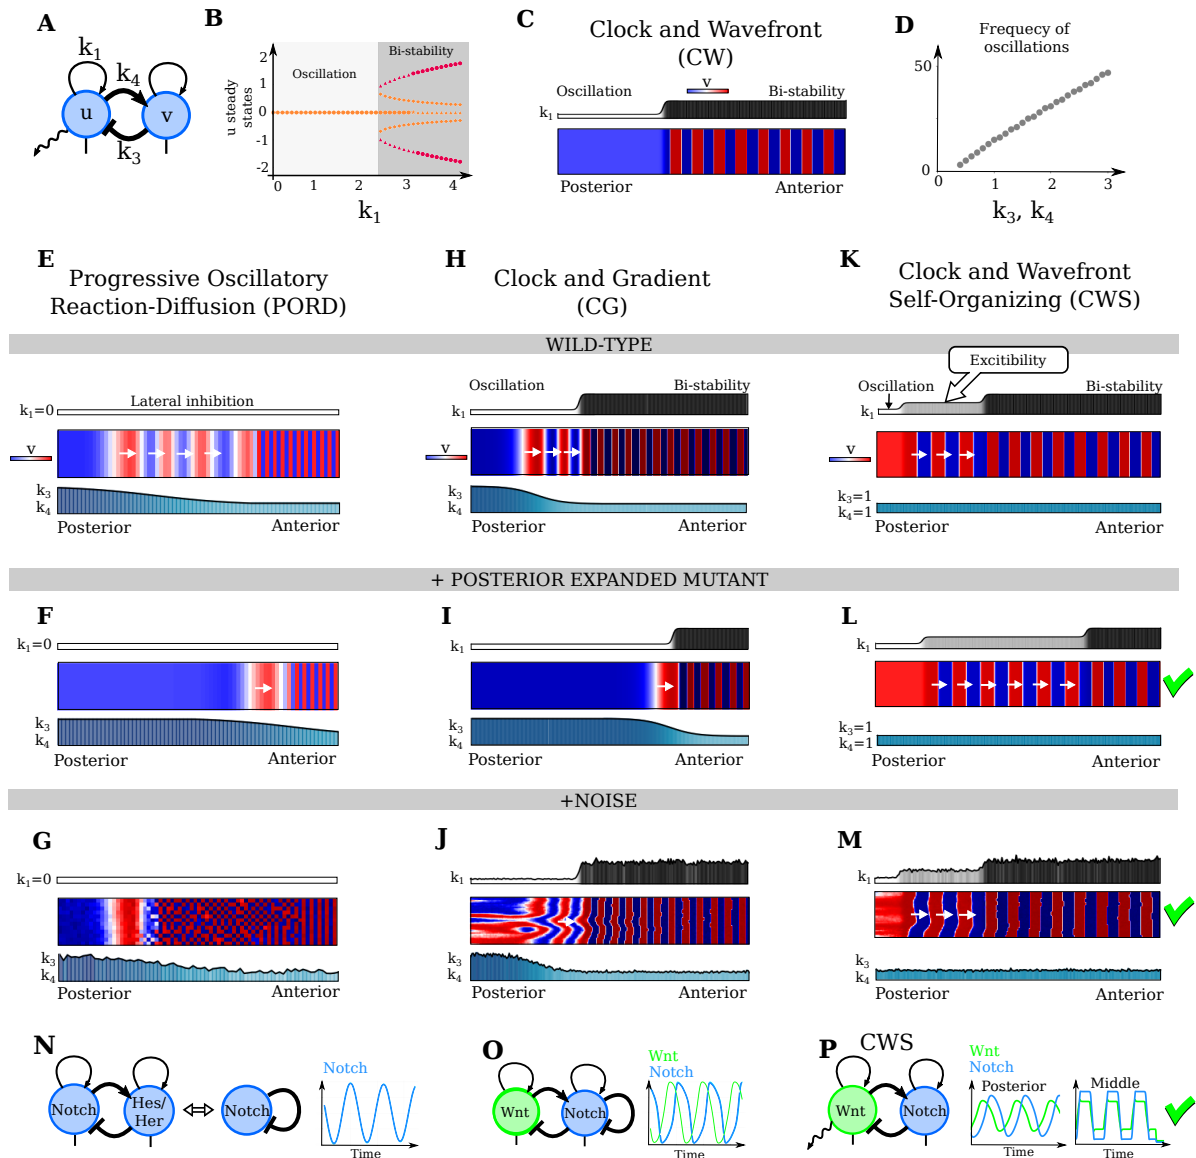 A
k1
k4
u
v
k3
B
u steady
states
2
1
0
-1
-2
Oscillation
Bi-stability
0
1
2
3
4
k1
C
Clock and Wavefront
(CW)
Oscillation
v
Bi-stability
k1
Posterior
Anterior
D
Frequecy of
oscillations
50
0
0
1
2
3
k3, k4
E
Progressive Oscillatory
Reaction-Diffusion (PORD)
H
Clock and Gradient
(CG)
K
Clock and Wavefront
Self-Organizing (CWS)
WILD-TYPE
Lateral inhibition
k1=0
v
k3
k4
Posterior
Anterior
Oscillation
Bi-stability
k1
v
k3
k4
Posterior
Anterior
Excitibility
Oscillation
Bi-stability
k1
v
k3=1
k4=1
Posterior
Anterior
+ POSTERIOR EXPANDED MUTANT
F
k1=0
k3
k4
Posterior
Anterior
I
k1
k3
k4
Posterior
Anterior
L
k1
k3=1
k4=1
Posterior
Anterior
+NOISE
G
k1=0
k3
k4
Posterior
Anterior
J
k1
k3
k4
Posterior
Anterior
M
k1
k3
k4
Posterior
Anterior
N
Notch
Hes/
Her
Notch
Notch
Time
O
Wnt
Notch
Wnt
Notch
Time
P
CWS
Wnt
Notch
Wnt
Notch
Posterior
Middle
Time
Time